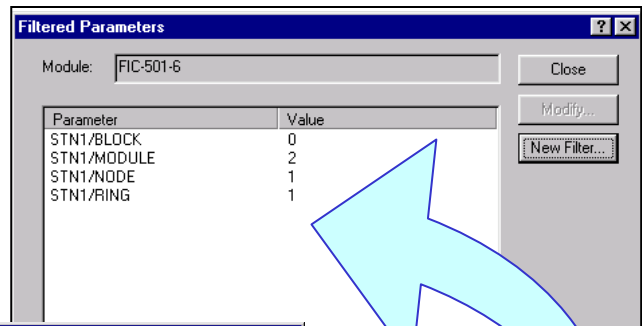 Filtered Parameters
Module: FIC-501-6
Close
Modify...
New Filter...
Parameter Value
STN1/BLOCK 0
STN1/MODULE 2
STN1/NODE 1
STN1/RING 1